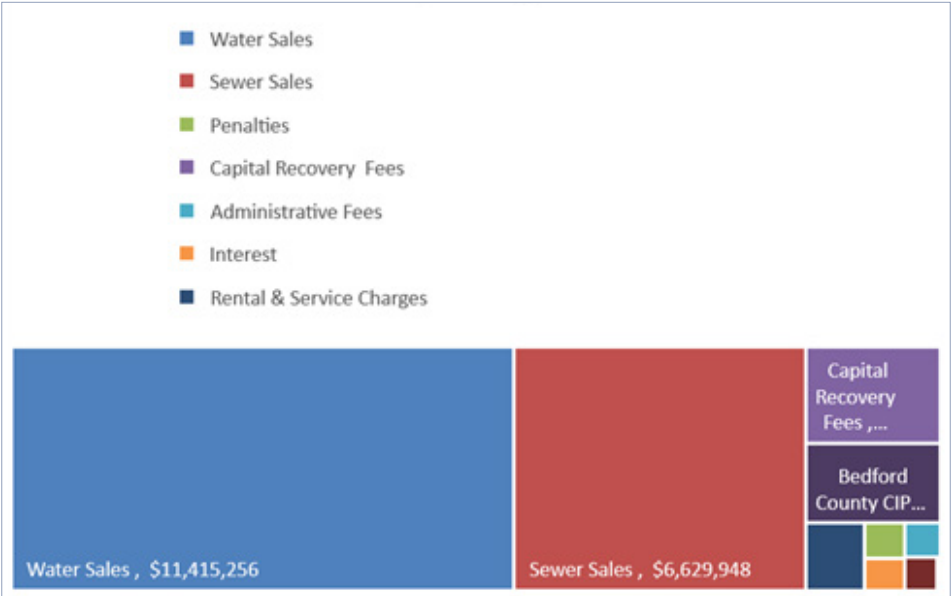 Water Sales
Sewer Sales
Penalties
Capital Recovery Fees
Administrative Fees
Interest
Rental & Service Charges
Water Sales , $11,415,256
Sewer Sales , $6,629,948
Capital
Recovery
Fees ,...
Bedford
County CIP...